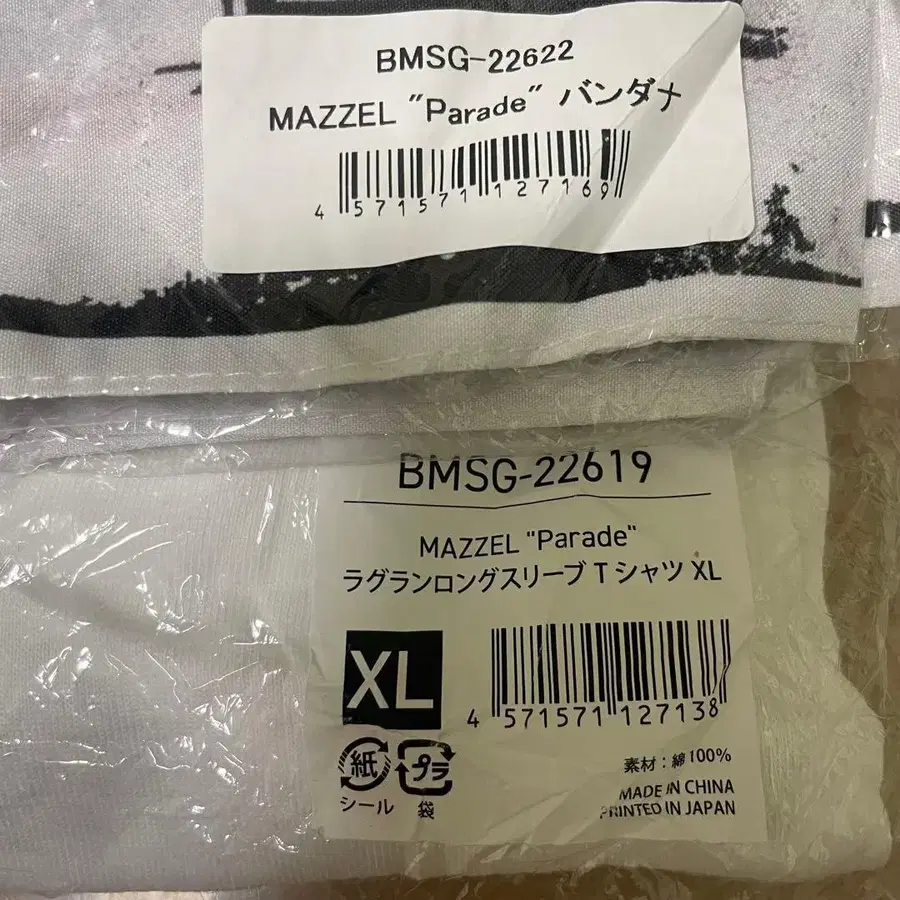 BMSG-22622
MAZZEL "Parade" バンダナ
4 571571 127169
BMSG-22619
MAZZEL "Parade"
ラグランロングスリーブ Tシャツ XL
XL
4 571571 127138
紙 プラ
シール 袋
素材:綿100%
MADE IN CHINA
PRINTED IN JAPAN